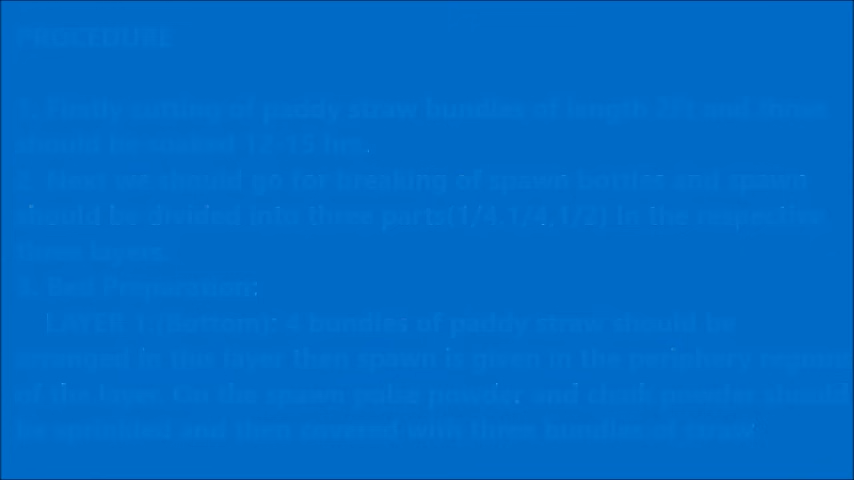 PROCEDURE
1. Firstly cutting of paddy straw bundles of length 2ft and
should be soaked 12-15 hrs.
2. Next we should go for breaking of spawn bottles and spawn
should be divided into three parts(1/4,1/4,1/2) in the respective
three layers.
3. Bed Preparation:
LAYER 1 (Bottom): 4 bundles of paddy straw should be
arranged in this layer then spawn is given in the periphery
of the layer. On the spawn pulse powder and powder should
be sprinkled and then covered with three bundles of straw